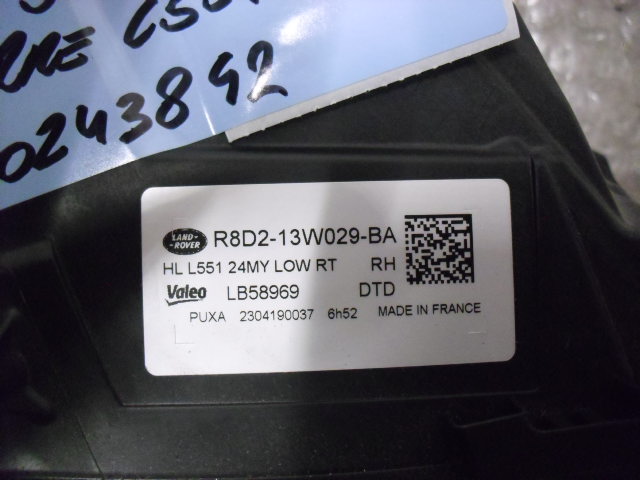 0243892
LAND-
-ROVER
R8D2-13W029-BA
HL L551 24MY LOW RT RH
Valeo LB58969 DTD
PUXA 2304190037 6h52 MADE IN FRANCE